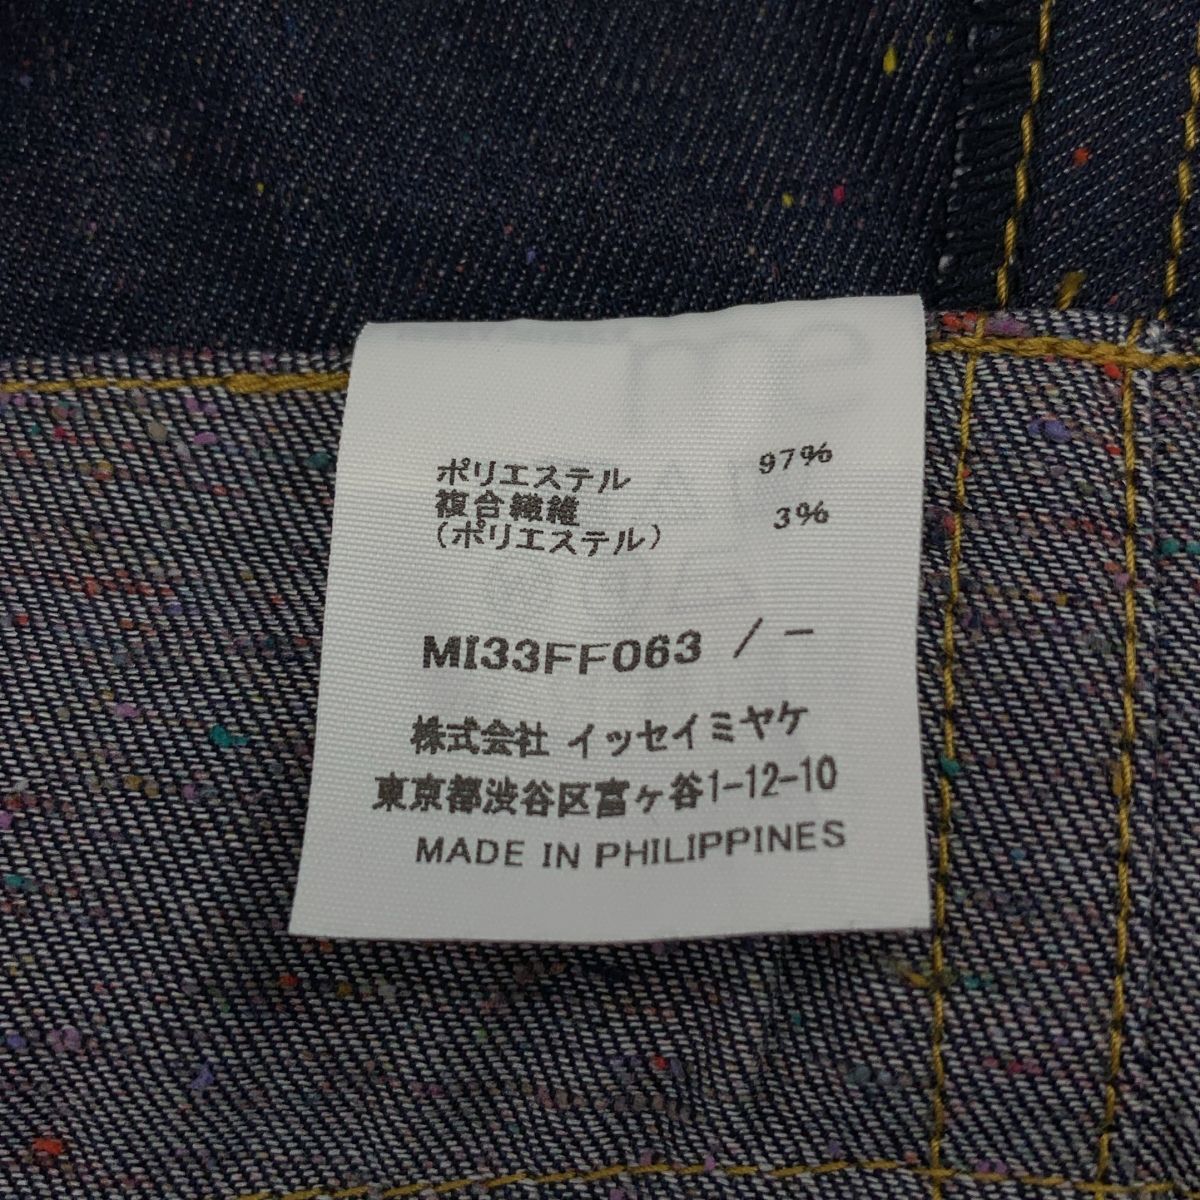 ポリエステル 97%
複合繊維 3%
(ポリエステル)
MI33FF063 / -
株式会社 イッセイミヤケ
東京都渋谷区富ヶ谷1-12-10
MADE IN PHILIPPINES